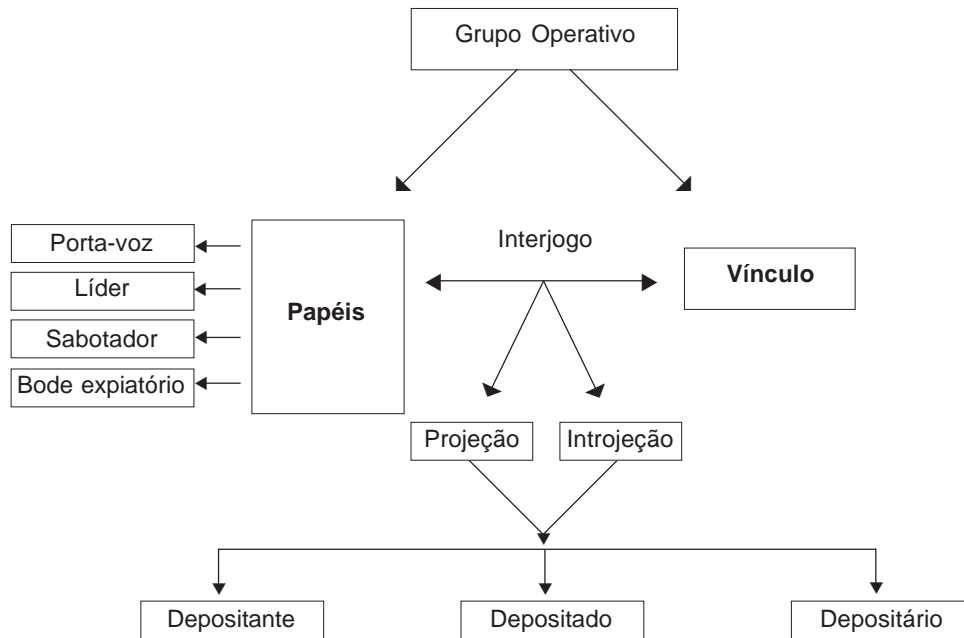 Grupo Operativo
Porta-voz
Líder
Sabotador
Bode expiatório
Papéis
Interjogo
Vínculo
Projeção
Introjeção
Depositante
Depositado
Depositário